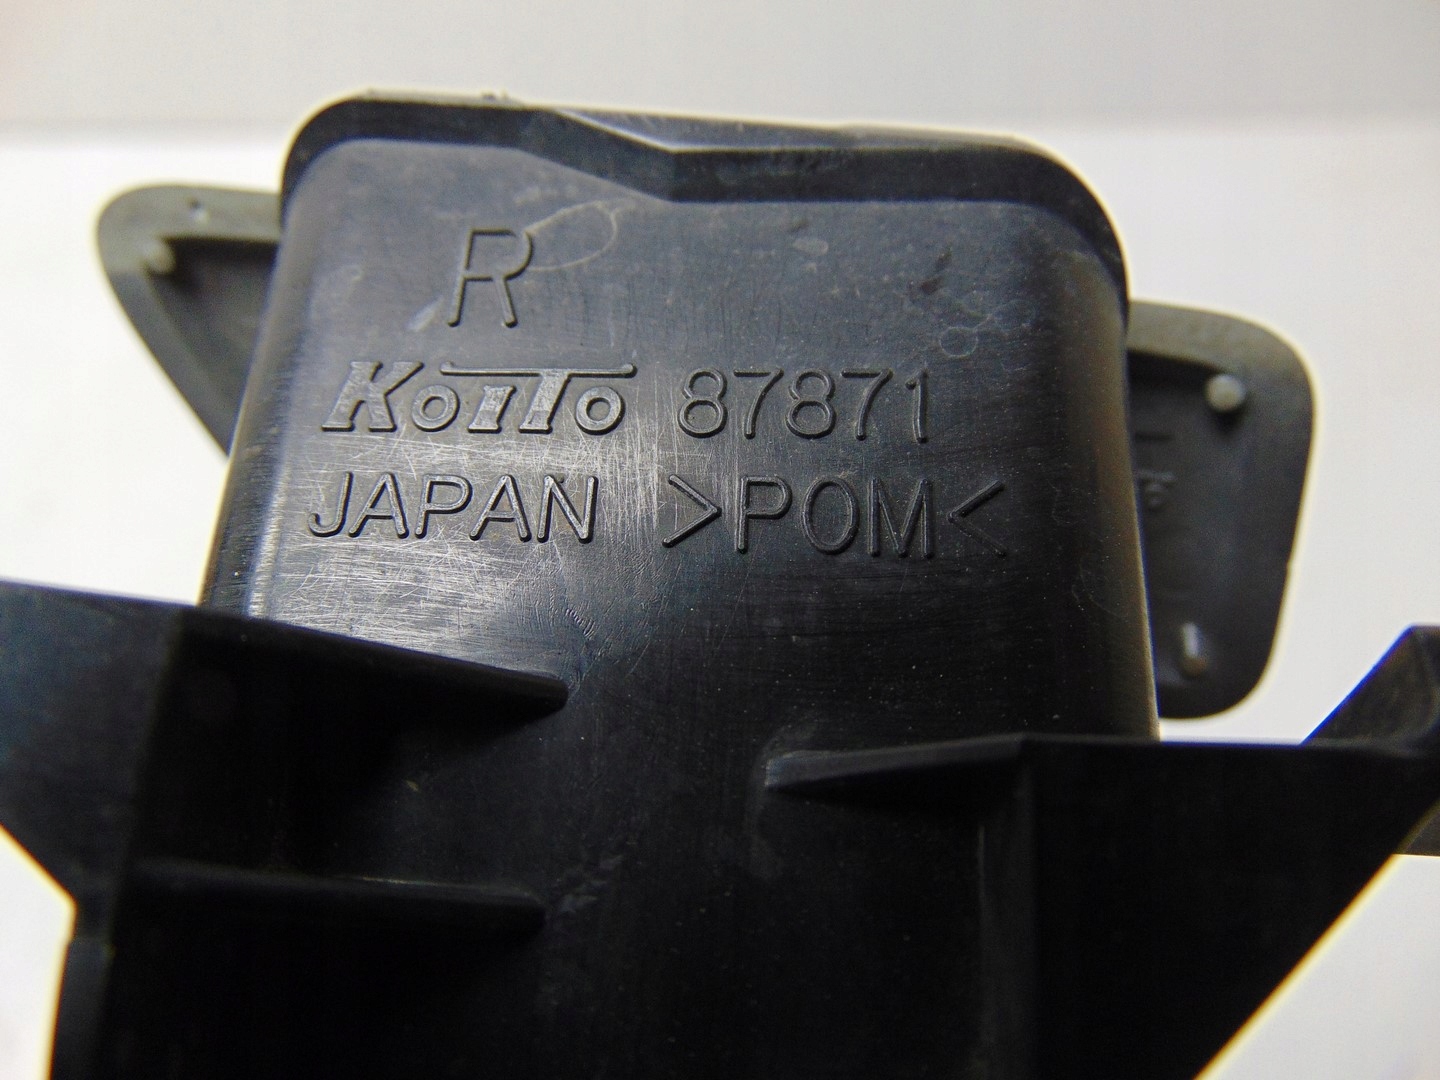 R
KOITO 87871
JAPAN >POM<